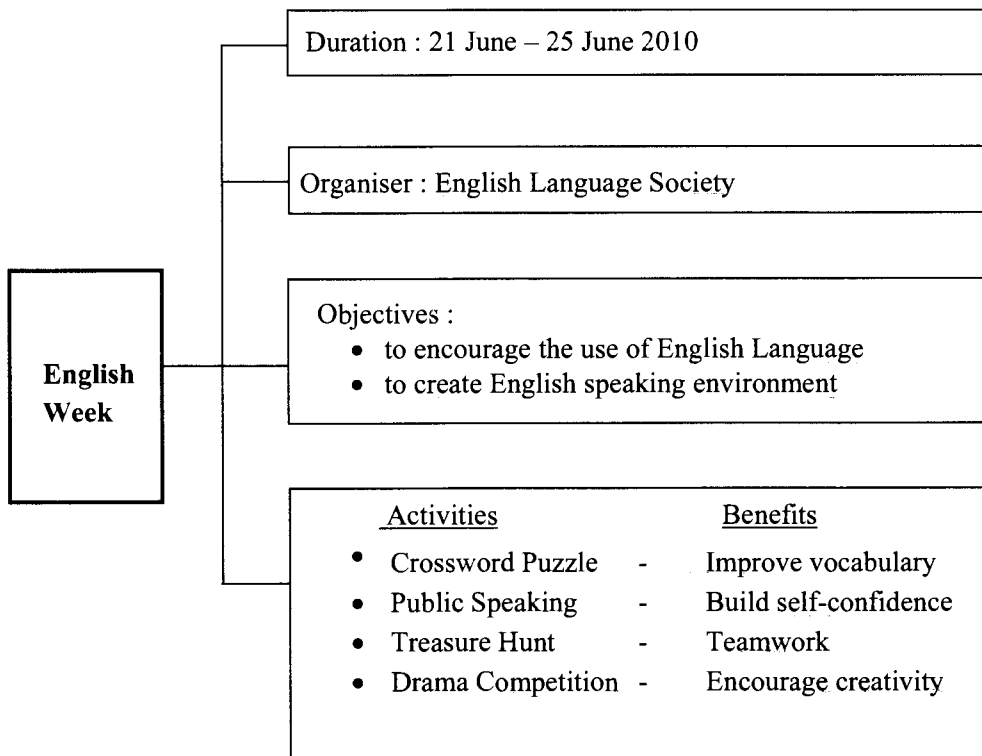 Duration : 21 June – 25 June 2010
Organiser : English Language Society
English
Week
Objectives :
• to encourage the use of English Language
• to create English speaking environment
Activities Benefits
• Crossword Puzzle - Improve vocabulary
• Public Speaking - Build self-confidence
• Treasure Hunt - Teamwork
• Drama Competition - Encourage creativity